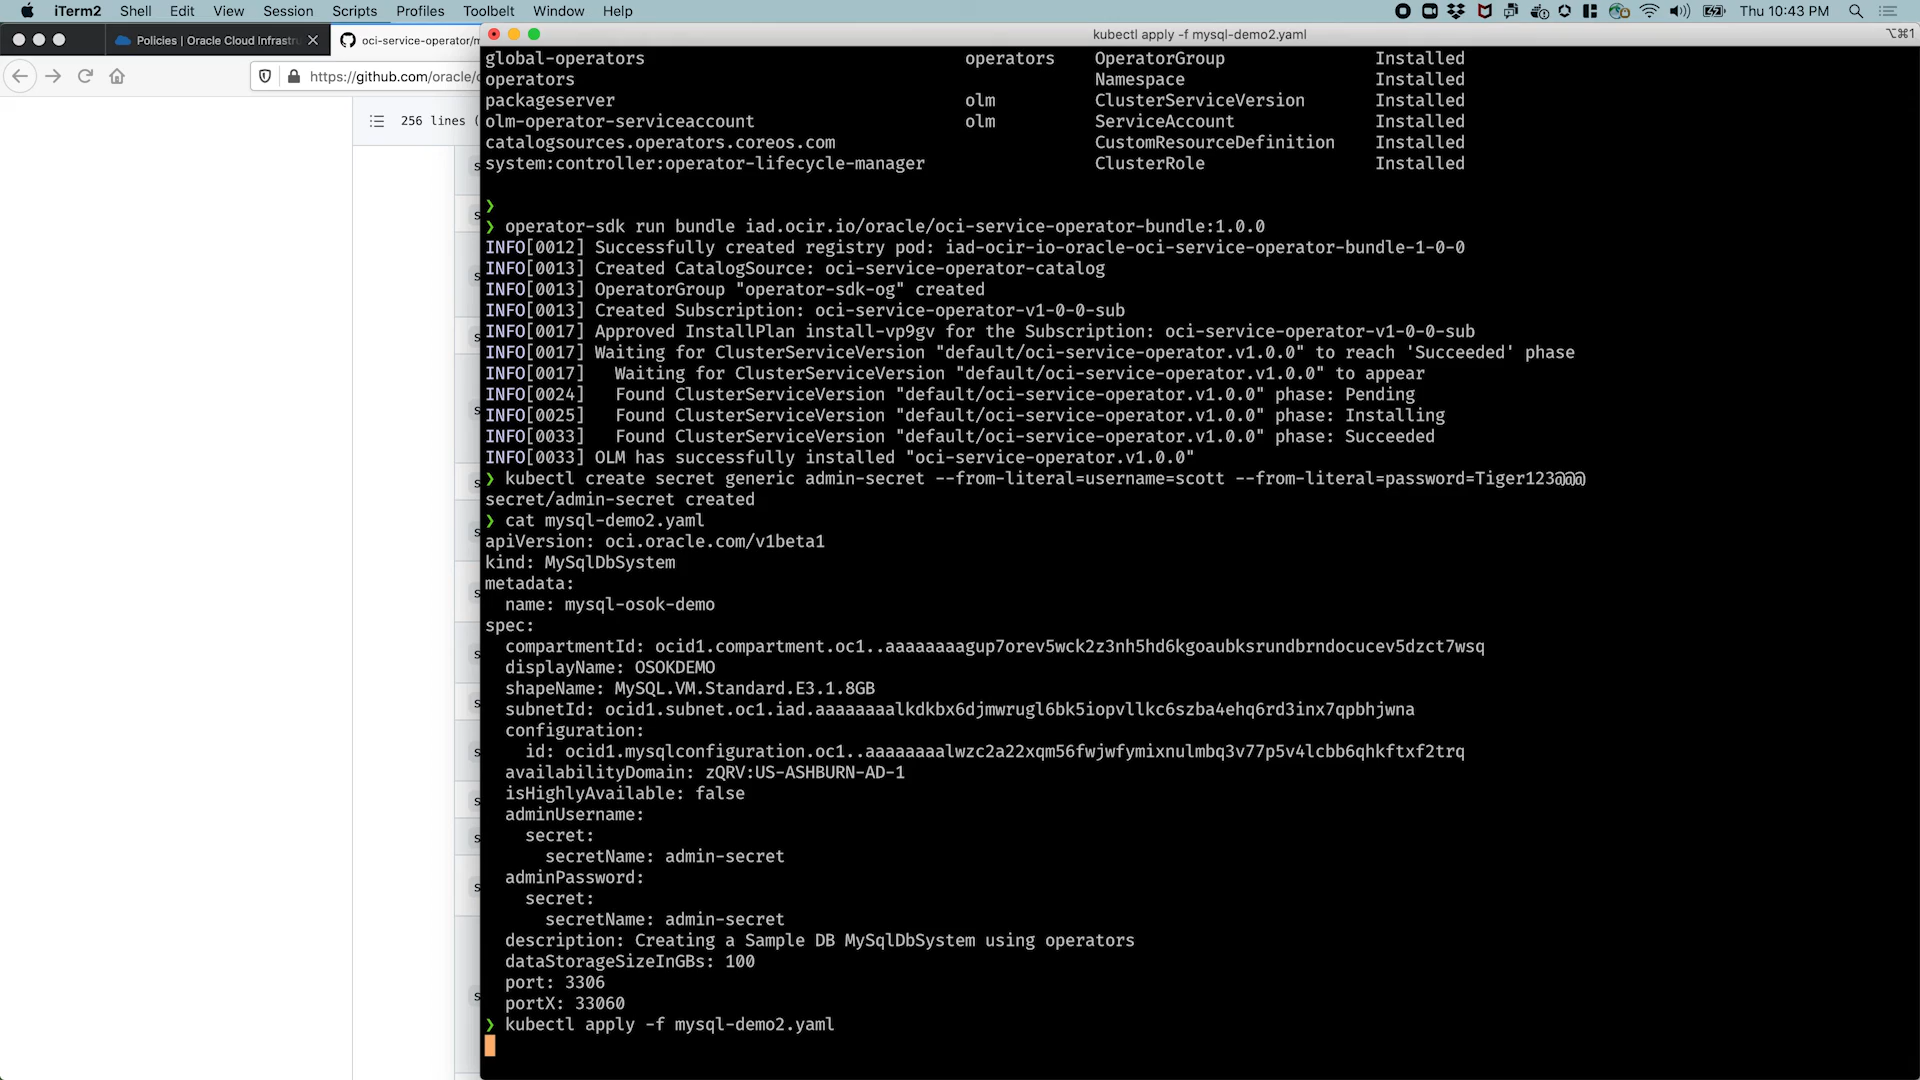 iTerm2 Shell Edit View Session Scripts Profiles Toolbelt Window Help Thu 10:43 PM
Policies | Oracle Cloud Infrastru
oci-service-operator/m
kubectl apply -f mysql-demo2.yaml
⌥⌘1
https://github.com/oracle/o
256 lines (
global-operators operators OperatorGroup Installed
operators Namespace Installed
packageserver olm ClusterServiceVersion Installed
olm-operator-serviceaccount olm ServiceAccount Installed
catalogsources.operators.coreos.com CustomResourceDefinition Installed
system:controller:operator-lifecycle-manager ClusterRole Installed
❯
❯ operator-sdk run bundle iad.ocir.io/oracle/oci-service-operator-bundle:1.0.0
INFO[0012] Successfully created registry pod: iad-ocir-io-oracle-oci-service-operator-bundle-1-0-0
INFO[0013] Created CatalogSource: oci-service-operator-catalog
INFO[0013] OperatorGroup "operator-sdk-og" created
INFO[0013] Created Subscription: oci-service-operator-v1-0-0-sub
INFO[0017] Approved InstallPlan install-vp9gv for the Subscription: oci-service-operator-v1-0-0-sub
INFO[0017] Waiting for ClusterServiceVersion "default/oci-service-operator.v1.0.0" to reach 'Succeeded' phase
INFO[0017]   Waiting for ClusterServiceVersion "default/oci-service-operator.v1.0.0" to appear
INFO[0024]   Found ClusterServiceVersion "default/oci-service-operator.v1.0.0" phase: Pending
INFO[0025]   Found ClusterServiceVersion "default/oci-service-operator.v1.0.0" phase: Installing
INFO[0033]   Found ClusterServiceVersion "default/oci-service-operator.v1.0.0" phase: Succeeded
INFO[0033] OLM has successfully installed "oci-service-operator.v1.0.0"
❯ kubectl create secret generic admin-secret --from-literal=username=scott --from-literal=password=Tiger123@@@
secret/admin-secret created
❯ cat mysql-demo2.yaml
apiVersion: oci.oracle.com/v1beta1
kind: MySqlDbSystem
metadata:
  name: mysql-osok-demo
spec:
  compartmentId: ocid1.compartment.oc1..aaaaaaaagup7orev5wck2z3nh5hd6kgoaubksrundbrndocucev5dzct7wsq
  displayName: OSOKDEMO
  shapeName: MySQL.VM.Standard.E3.1.8GB
  subnetId: ocid1.subnet.oc1.iad.aaaaaaaalkdkbx6djmwrugl6bk5iopvllkc6szba4ehq6rd3inx7qpbhjwna
  configuration:
    id: ocid1.mysqlconfiguration.oc1..aaaaaaaalwzc2a22xqm56fwjwfymixnulmbq3v77p5v4lcbb6qhkftxf2trq
  availabilityDomain: zQRV:US-ASHBURN-AD-1
  isHighlyAvailable: false
  adminUsername:
    secret:
      secretName: admin-secret
  adminPassword:
    secret:
      secretName: admin-secret
  description: Creating a Sample DB MySqlDbSystem using operators
  dataStorageSizeInGBs: 100
  port: 3306
  portX: 33060
❯ kubectl apply -f mysql-demo2.yaml